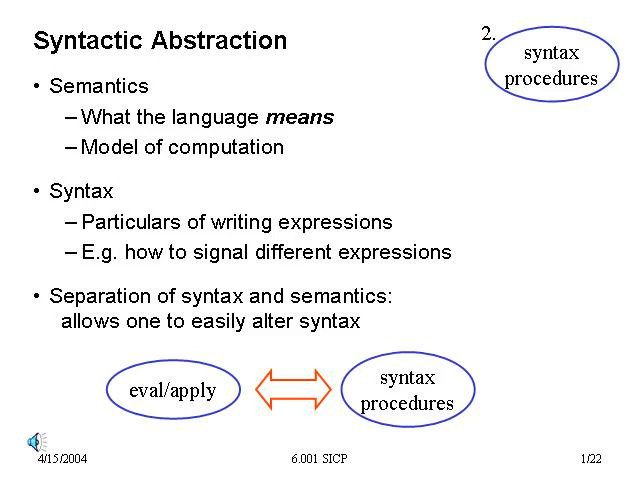 Syntactic Abstraction
2.
syntax
procedures
• Semantics
– What the language means
– Model of computation
• Syntax
– Particulars of writing expressions
– E.g. how to signal different expressions
• Separation of syntax and semantics:
allows one to easily alter syntax
eval/apply
syntax
procedures
4/15/2004
6.001 SICP
1/22